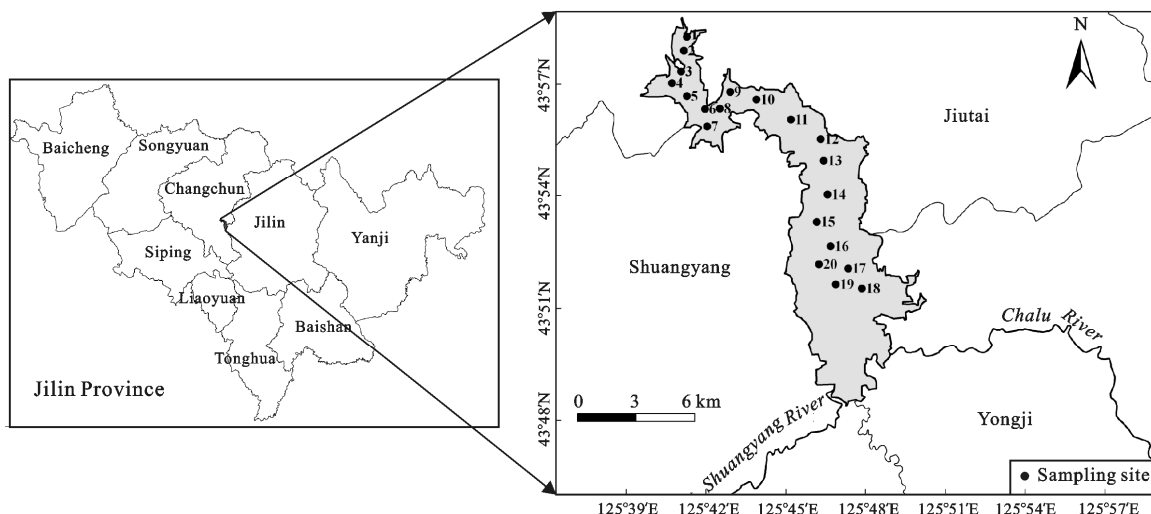 Baicheng
Songyuan
Changchun
Jilin
Yanji
Siping
Liaoyuan
Baishan
Tonghua
Jilin Province
N
1
2
3
4
5
6
7
8
9
10
11
12
13
14
15
16
20
17
19
18
Jiutai
Shuangyang
Chalu River
Yongji
Shuangyang River
0 3 6 km
Sampling site
43°57′N
43°54′N
43°51′N
43°48′N
125°39′E 125°42′E 125°45′E 125°48′E 125°51′E 125°54′E 125°57′E